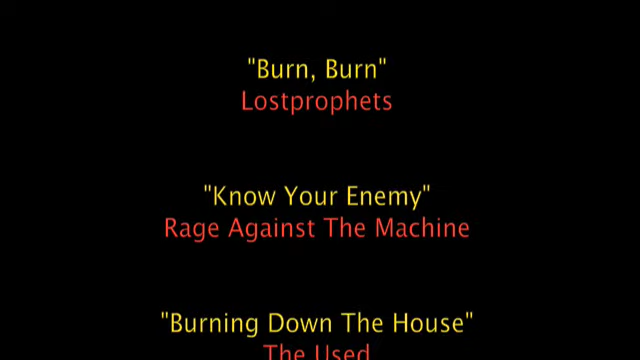 "Burn, Burn"
Lostprophets
"Know Your Enemy"
Rage Against The Machine
"Burning Down The House"
The Used